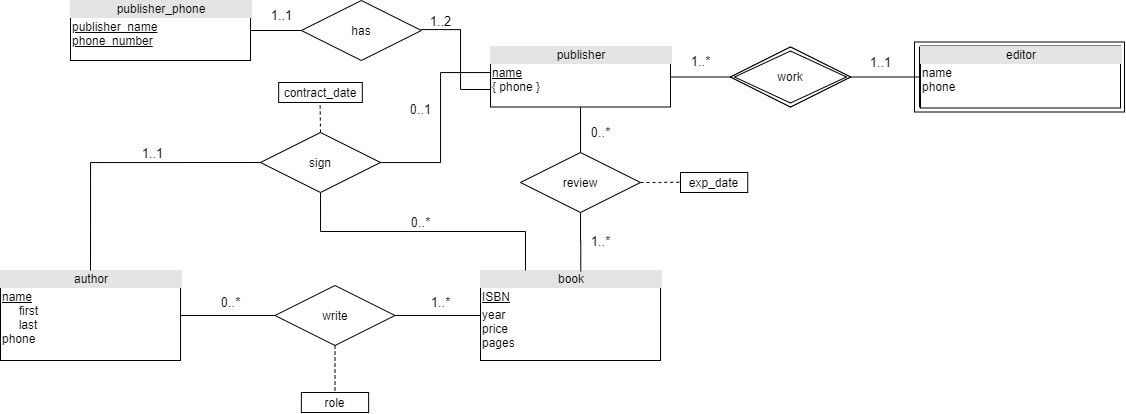 publisher_phone
publisher_name
phone_number
1..1
has
1..2
publisher
name
{ phone }
1..*
work
1..1
editor
name
phone
contract_date
0..1
1..1
sign
0..*
review
exp_date
0..*
1..*
author
name
first
last
phone
0..*
write
1..*
book
ISBN
year
price
pages
role